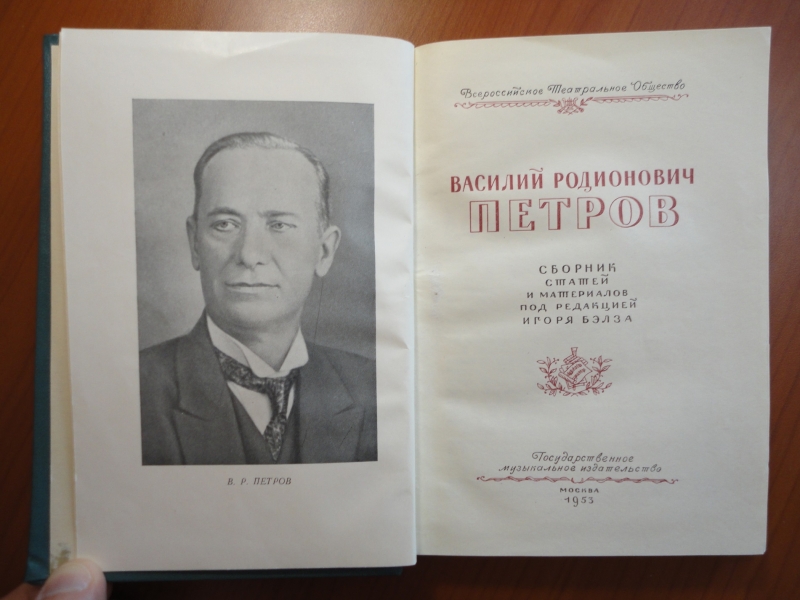 В. Р. ПЕТРОВ
Всероссийское Театральное Общество
ВАСИЛИЙ РОДИОНОВИЧ
ПЕТРОВ
СБОРНИК
СТАТЕЙ
И МАТЕРИАЛОВ
ПОД РЕДАКЦИЕЙ
ИГОРЯ БЭЛЗА
Государственное
музыкальное издательство
МОСКВА
1953